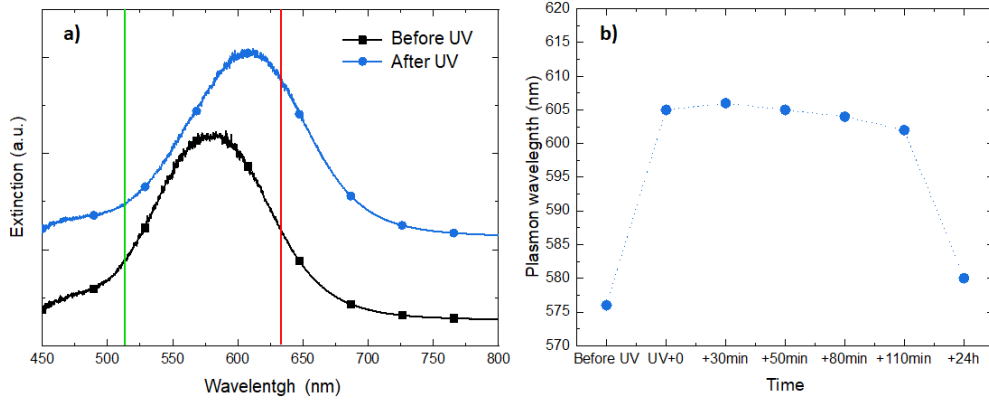 a)
Before UV
After UV
Extinction (a.u.)
450 500 550 600 650 700 750 800
Wavelentgh (nm)
b)
Plasmon wavelegnth (nm)
620
615
610
605
600
595
590
585
580
575
570
Before UV UV+0 +30min +50min +80min +110min +24h
Time